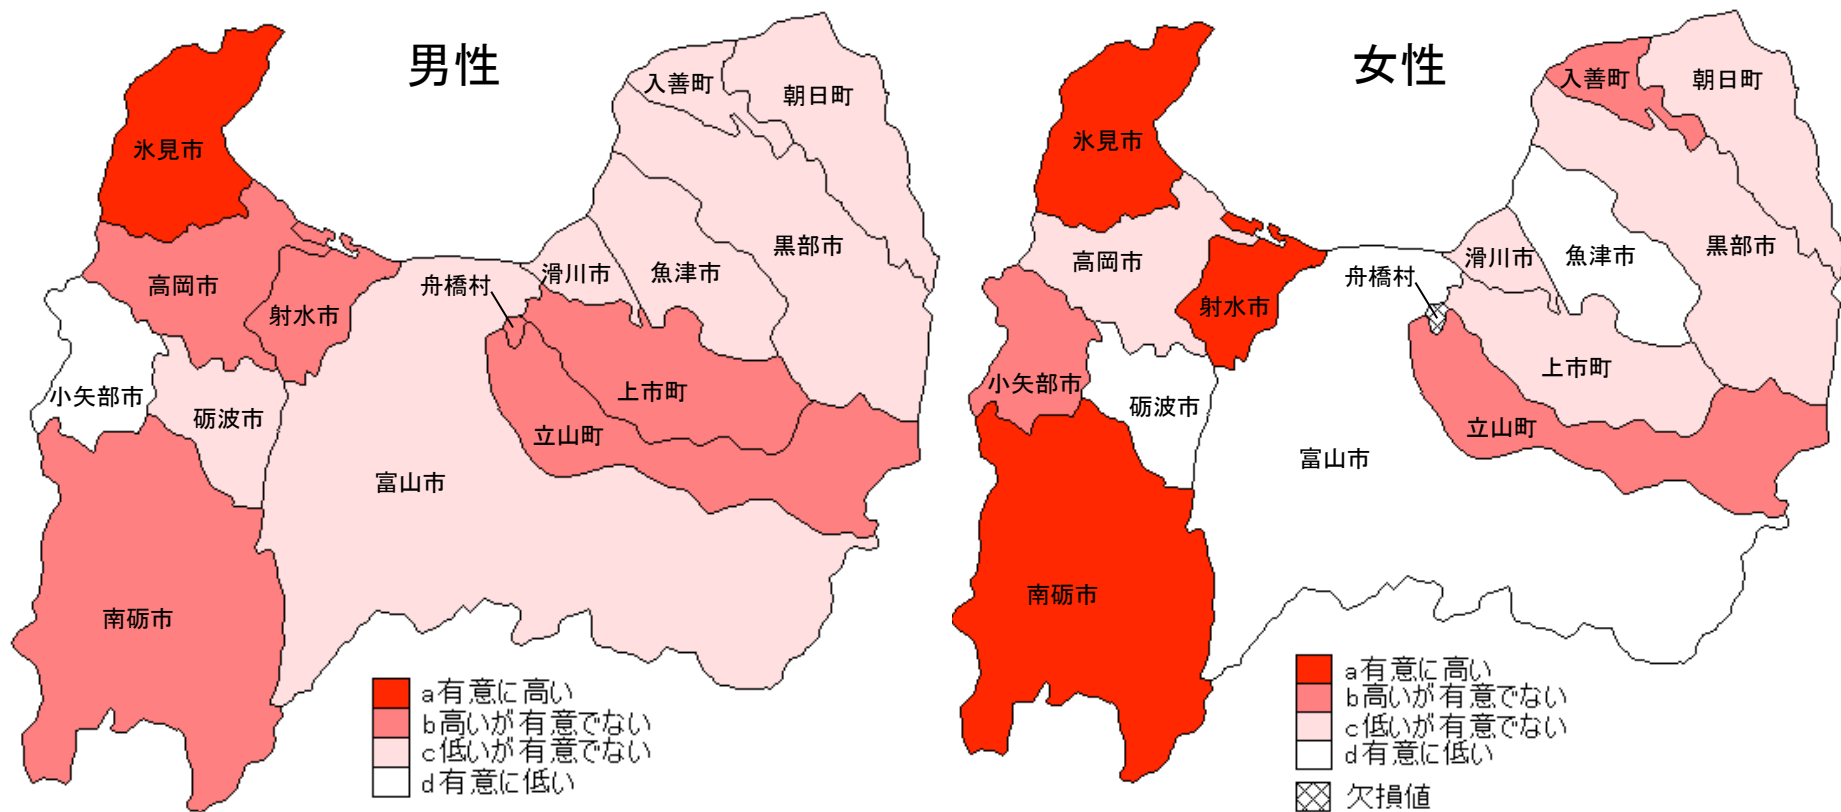 男性
入善町
朝日町
氷見市
黒部市
高岡市
舟橋村
滑川市
魚津市
射水市
小矢部市
砺波市
上市町
立山町
富山市
南砺市
a有意に高い
b高いが有意でない
c低いが有意でない
d有意に低い
女性
入善町
朝日町
氷見市
黒部市
高岡市
舟橋村
滑川市
魚津市
射水市
小矢部市
砺波市
上市町
立山町
富山市
南砺市
a有意に高い
b高いが有意でない
c低いが有意でない
d有意に低い
欠損値